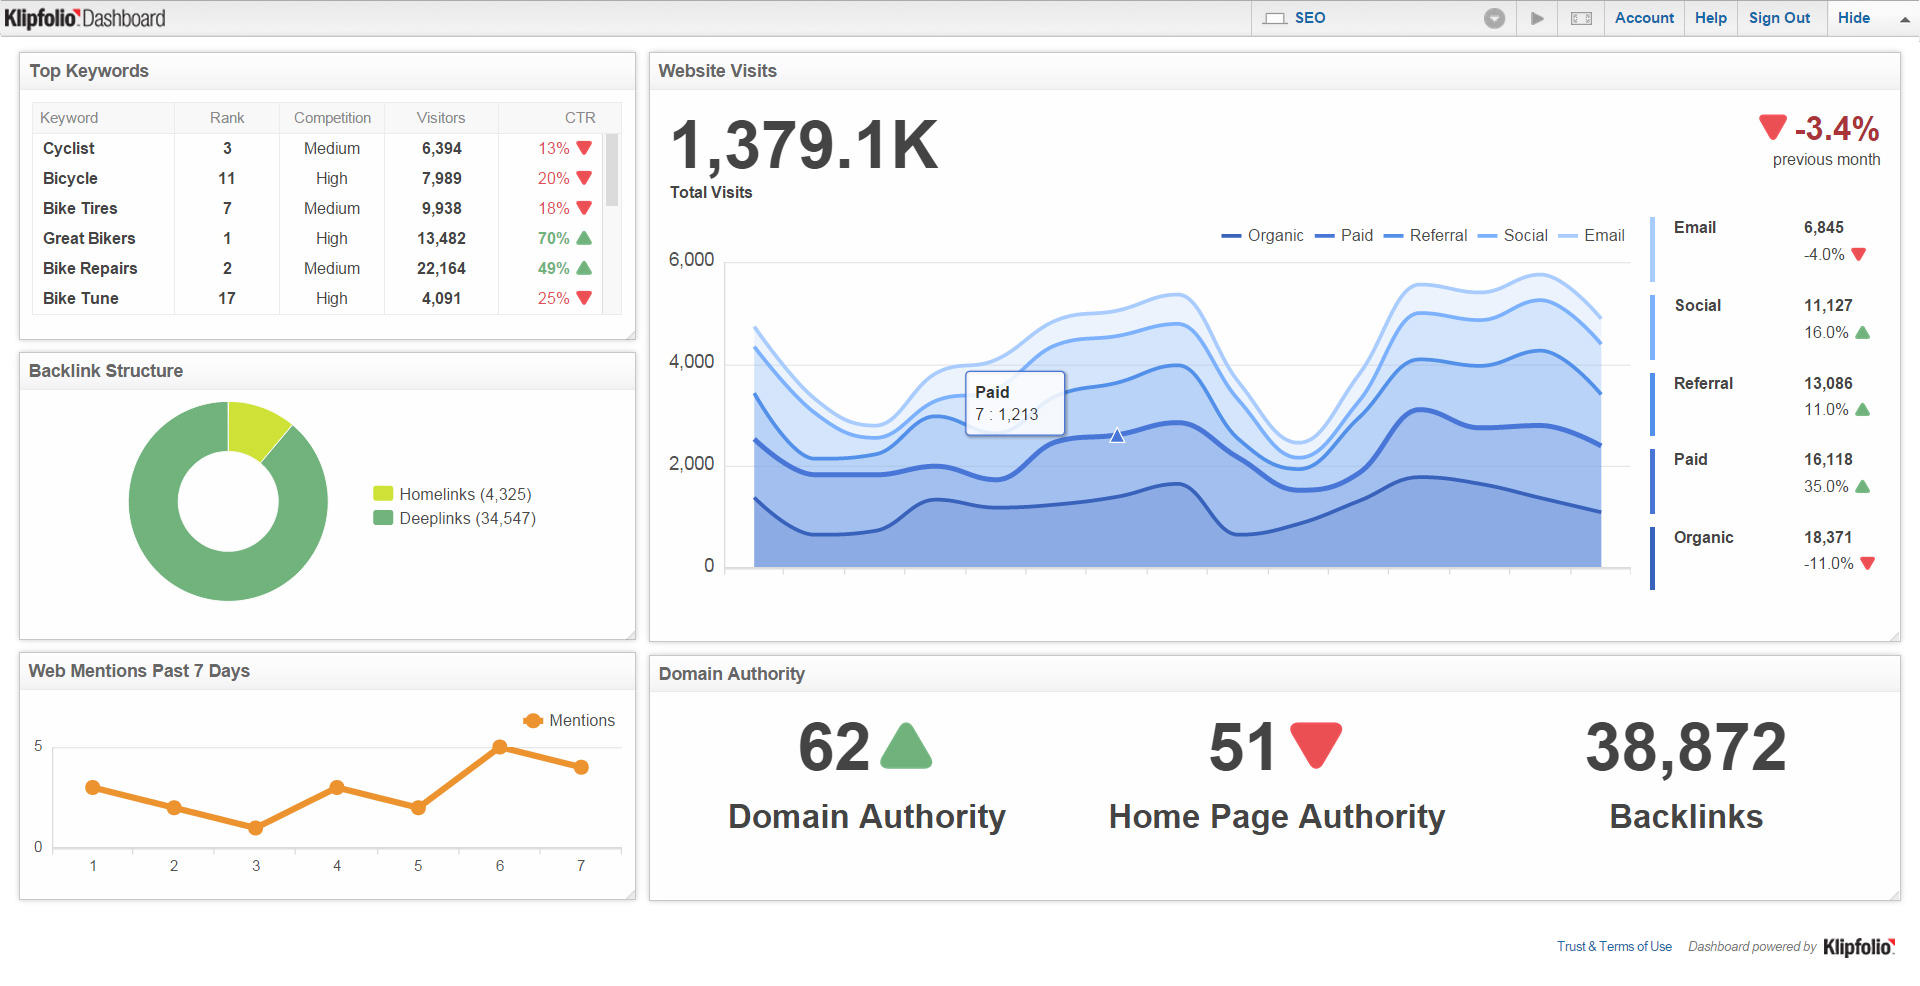 Klipfolio Dashboard
SEO
Account
Help
Sign Out
Hide
Top Keywords
Keyword Rank Competition Visitors CTR
Cyclist 3 Medium 6,394 13%
Bicycle 11 High 7,989 20%
Bike Tires 7 Medium 9,938 18%
Great Bikers 1 High 13,482 70%
Bike Repairs 2 Medium 22,164 49%
Bike Tune 17 High 4,091 25%
Backlink Structure
Homelinks (4,325)
Deeplinks (34,547)
Web Mentions Past 7 Days
Mentions
5
0
1 2 3 4 5 6 7
Website Visits
1,379.1K
Total Visits
-3.4%
previous month
Organic Paid Referral Social Email
6,000
4,000
2,000
0
Paid
7 : 1,213
Email 6,845
-4.0%
Social 11,127
16.0%
Referral 13,086
11.0%
Paid 16,118
35.0%
Organic 18,371
-11.0%
Domain Authority
62
Domain Authority
51
Home Page Authority
38,872
Backlinks
Trust & Terms of Use Dashboard powered by Klipfolio